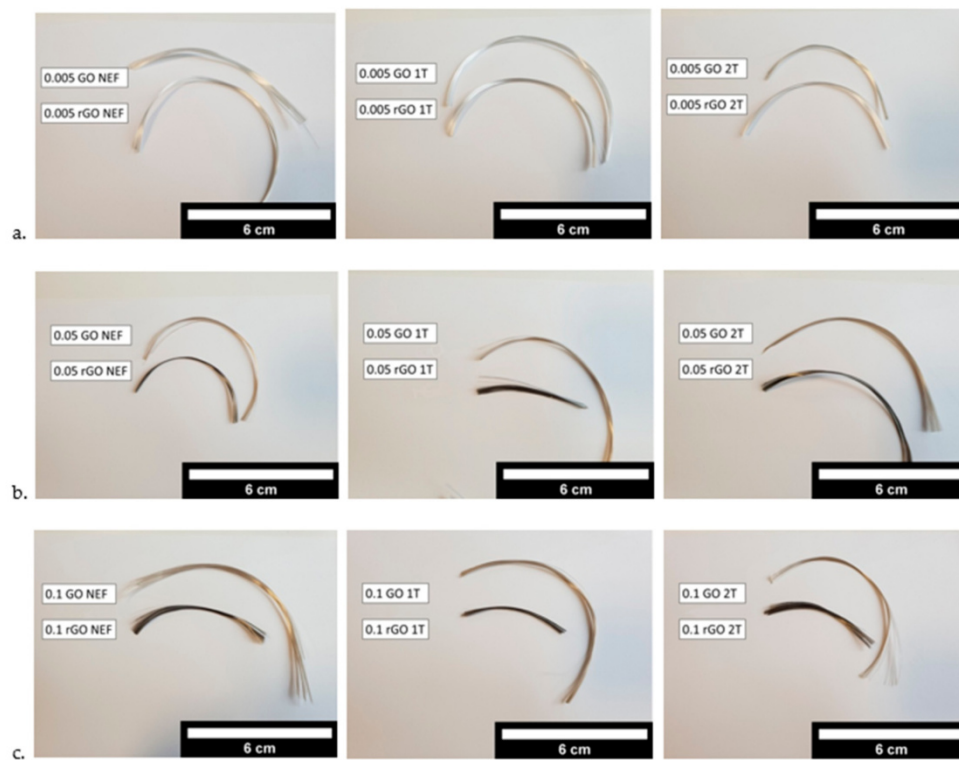 0.005 GO NEF
0.005 rGO NEF
6 cm
0.005 GO 1T
0.005 rGO 1T
6 cm
0.005 GO 2T
0.005 rGO 2T
6 cm
a.
0.05 GO NEF
0.05 rGO NEF
6 cm
0.05 GO 1T
0.05 rGO 1T
6 cm
0.05 GO 2T
0.05 rGO 2T
6 cm
b.
0.1 GO NEF
0.1 rGO NEF
6 cm
0.1 GO 1T
0.1 rGO 1T
6 cm
0.1 GO 2T
0.1 rGO 2T
6 cm
c.